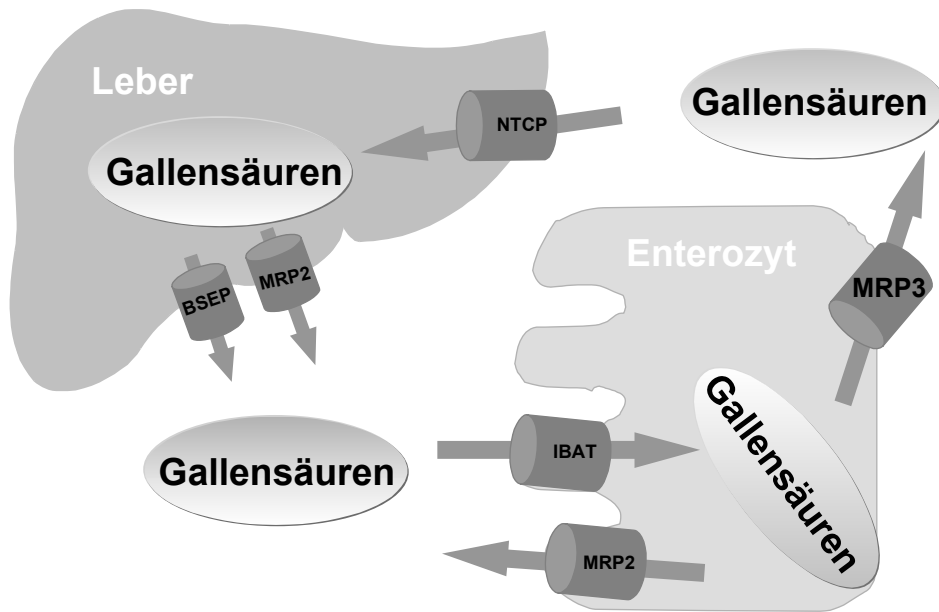 Leber
Gallensäuren
NTCP
Gallensäuren
BSEP
MRP2
Enterozyt
MRP3
Gallensäuren
IBAT
Gallensäuren
MRP2